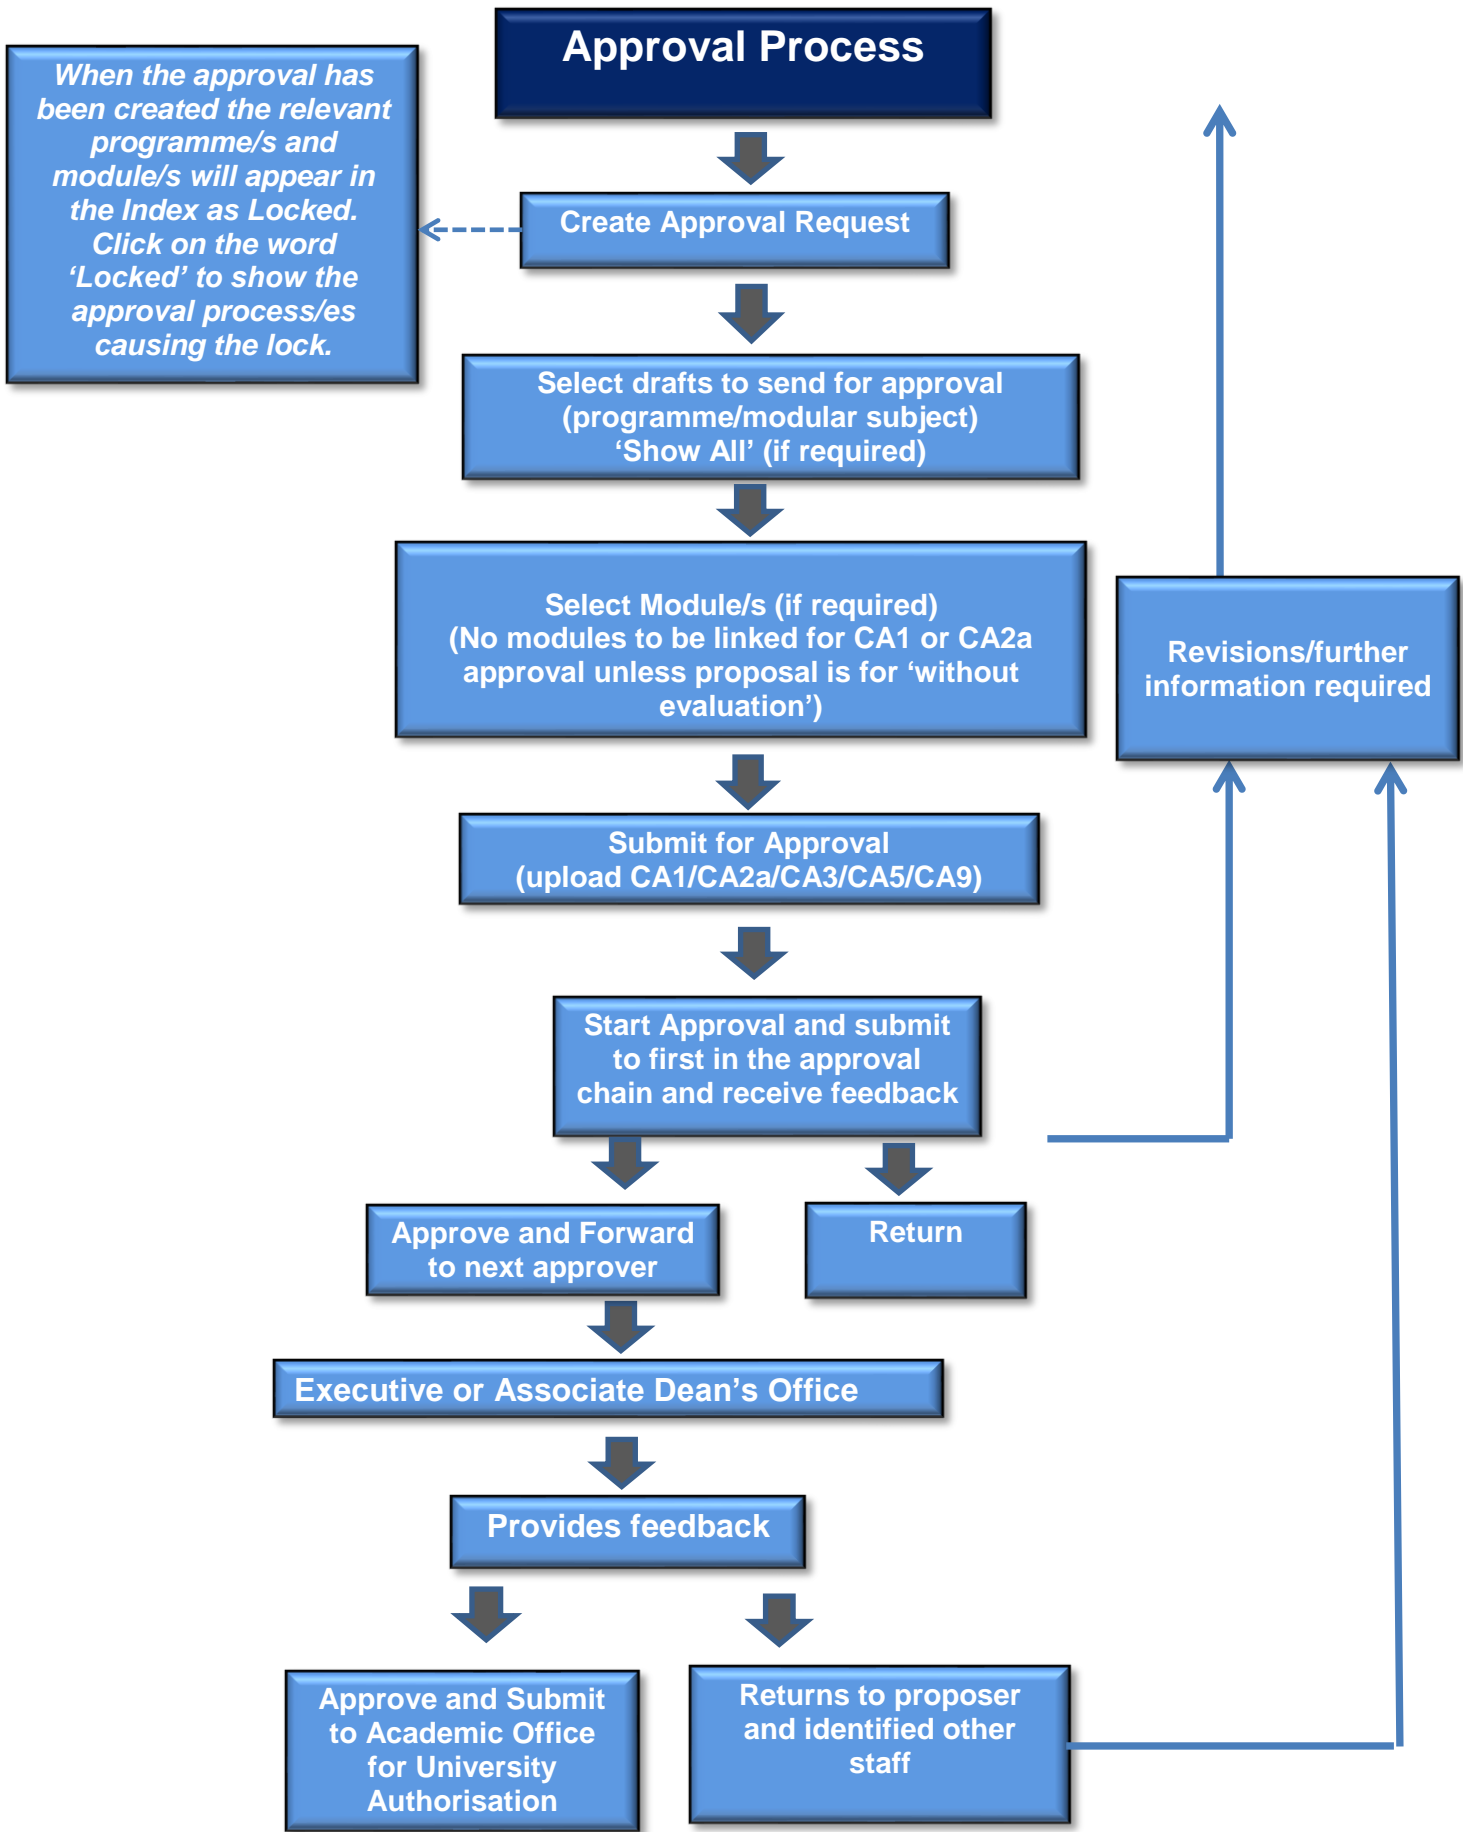 Approval Process
When the approval has
been created the relevant
programme/s and
module/s will appear in
the Index as Locked.
Click on the word
‘Locked’ to show the
approval process/es
causing the lock.
Create Approval Request
Select drafts to send for approval
(programme/modular subject)
‘Show All’ (if required)
Select Module/s (if required)
(No modules to be linked for CA1 or CA2a
approval unless proposal is for ‘without
evaluation’)
Revisions/further
information required
Submit for Approval
(upload CA1/CA2a/CA3/CA5/CA9)
Start Approval and submit
to first in the approval
chain and receive feedback
Approve and Forward
to next approver
Return
Executive or Associate Dean’s Office
Provides feedback
Approve and Submit
to Academic Office
for University
Authorisation
Returns to proposer
and identified other
staff